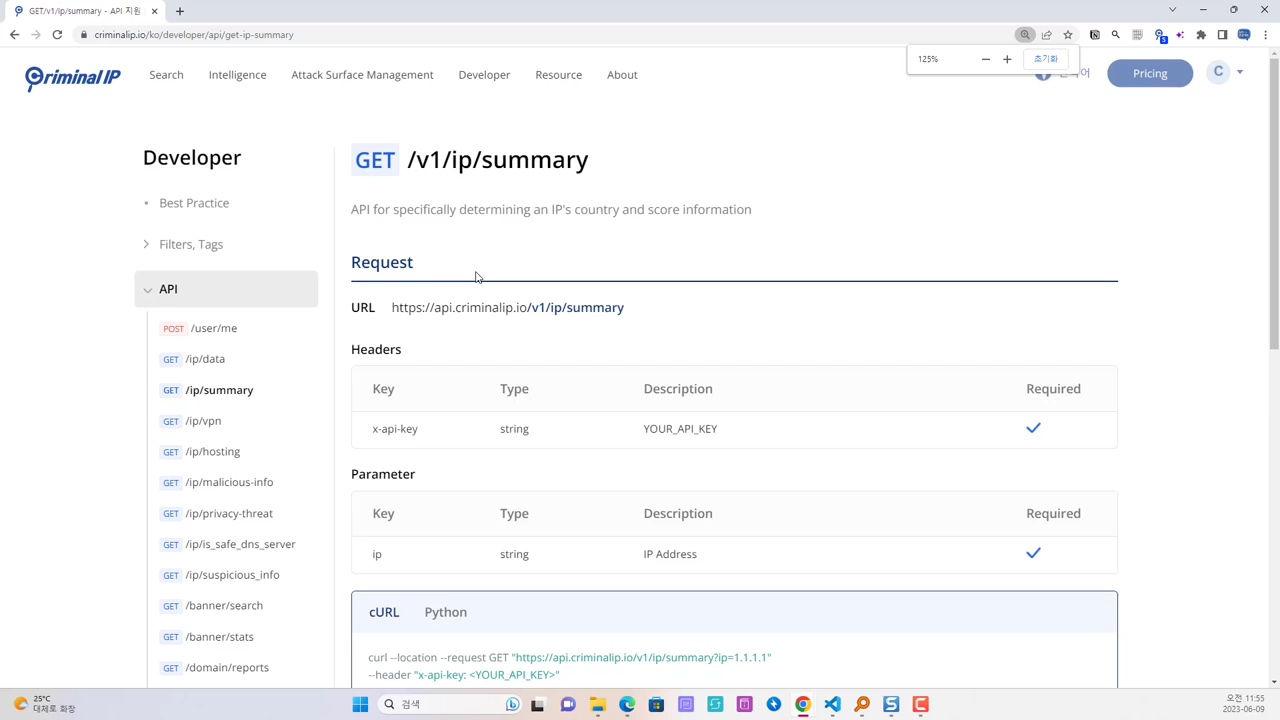 GET/v1/ip/summary - API 지원
criminalip.io/ko/developer/api/get-ip-summary
125%
초기화
Criminal IP
Search
Intelligence
Attack Surface Management
Developer
Resource
About
Pricing
C
Developer
Best Practice
Filters, Tags
API
POST /user/me
GET /ip/data
GET /ip/summary
GET /ip/vpn
GET /ip/hosting
GET /ip/malicious-info
GET /ip/privacy-threat
GET /ip/is_safe_dns_server
GET /ip/suspicious_info
GET /banner/search
GET /banner/stats
GET /domain/reports
GET /v1/ip/summary
API for specifically determining an IP's country and score information
Request
URL https://api.criminalip.io/v1/ip/summary
Headers
Key Type Description Required
x-api-key string YOUR_API_KEY
Parameter
Key Type Description Required
ip string IP Address
cURL Python
curl --location --request GET "https://api.criminalip.io/v1/ip/summary?ip=1.1.1.1"
--header "x-api-key: <YOUR_API_KEY>"
25°C
대체로 화창
검색
오전 11:55
2023-06-09